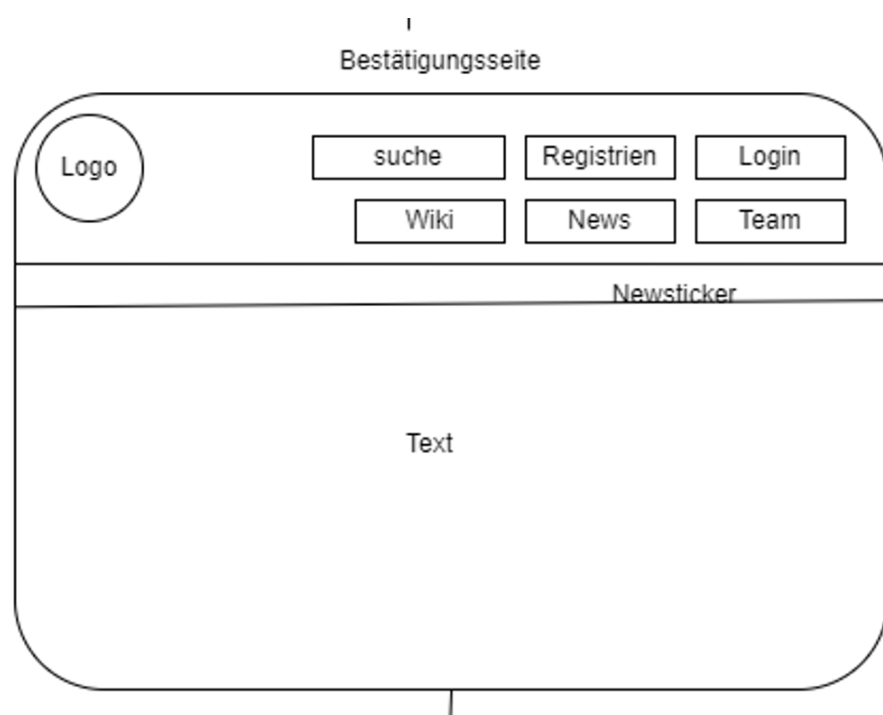 Bestätigungsseite
Logo
suche
Registrien
Login
Wiki
News
Team
Newsticker
Text